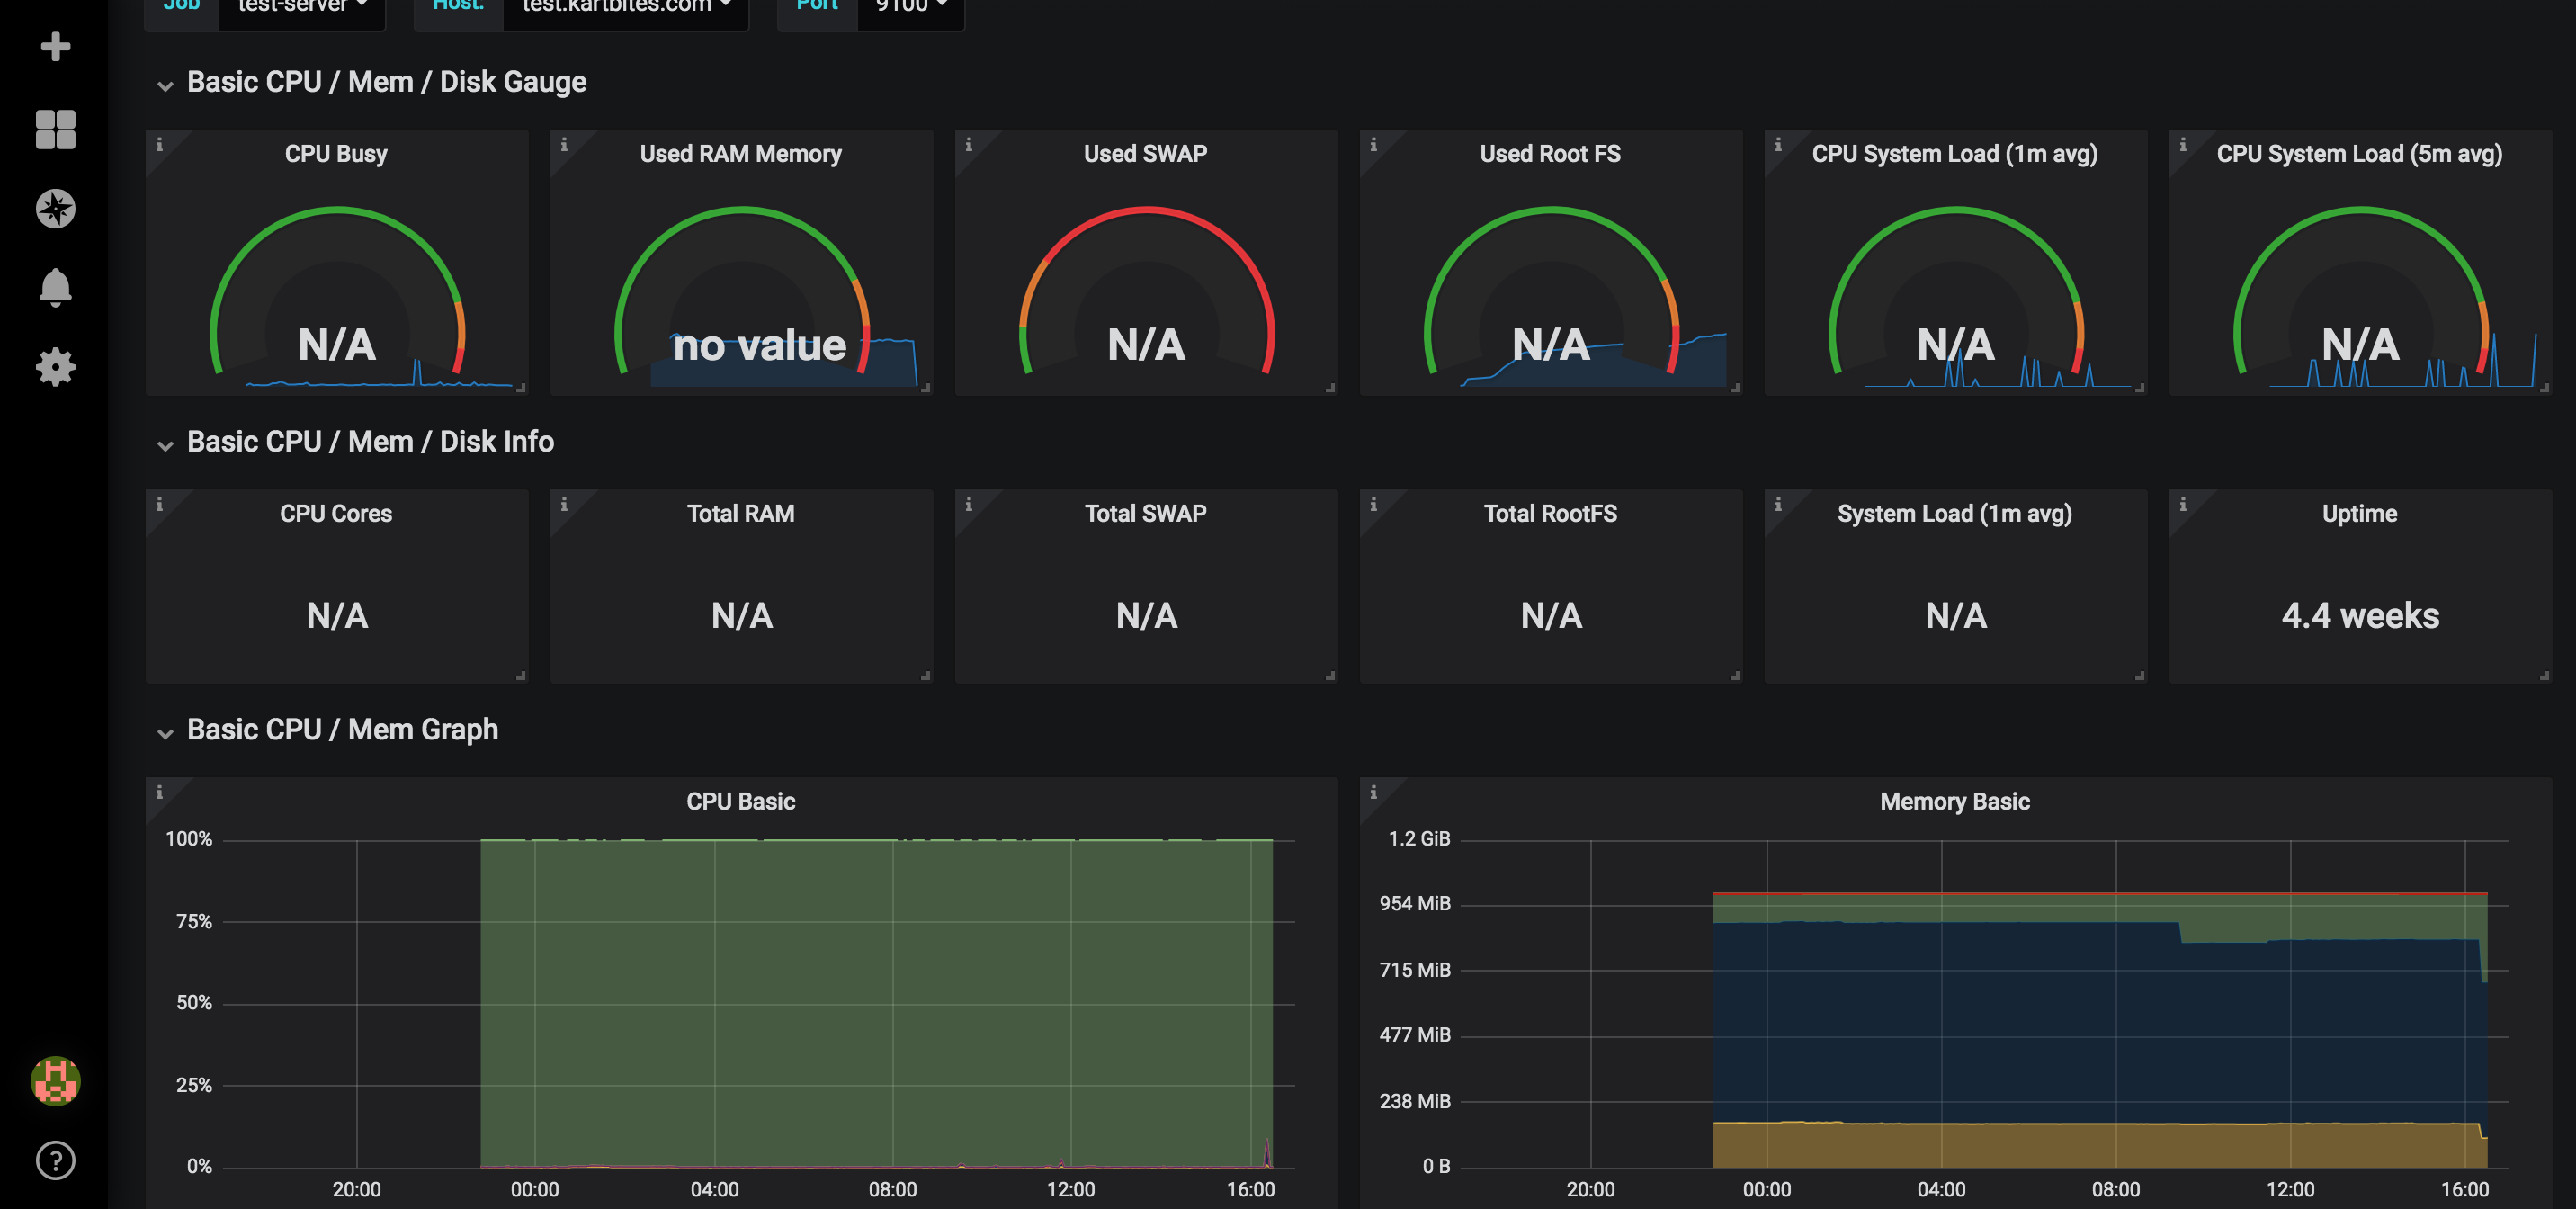 Job test-server Host: test.kartbites.com Port 9100
Basic CPU / Mem / Disk Gauge
CPU Busy
Used RAM Memory
Used SWAP
Used Root FS
CPU System Load (1m avg)
CPU System Load (5m avg)
N/A
no value
N/A
N/A
N/A
N/A
Basic CPU / Mem / Disk Info
CPU Cores
Total RAM
Total SWAP
Total RootFS
System Load (1m avg)
Uptime
N/A
N/A
N/A
N/A
N/A
4.4 weeks
Basic CPU / Mem Graph
CPU Basic
100%
75%
50%
25%
0%
20:00 00:00 04:00 08:00 12:00 16:00
Memory Basic
1.2 GiB
954 MiB
715 MiB
477 MiB
238 MiB
0 B
20:00 00:00 04:00 08:00 12:00 16:00